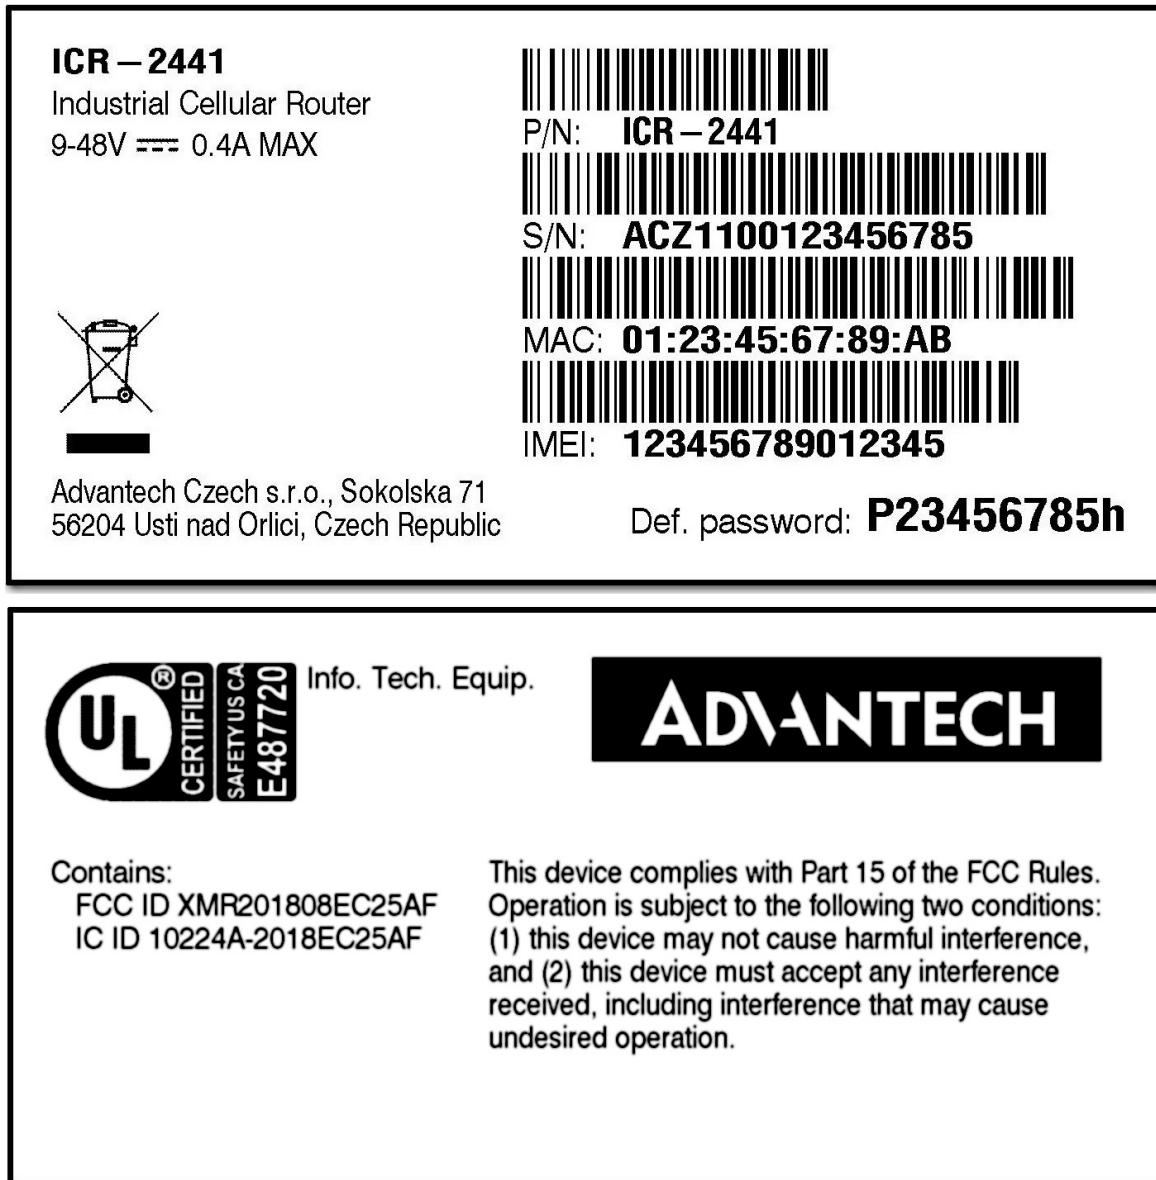 ICR – 2441
Industrial Cellular Router
9-48V ⎓ 0.4A MAX
P/N: ICR – 2441
S/N: ACZ1100123456785
MAC: 01:23:45:67:89:AB
IMEI: 123456789012345
Advantech Czech s.r.o., Sokolska 71
56204 Usti nad Orlici, Czech Republic
Def. password: P23456785h
UL ®
CERTIFIED
SAFETY US CA
E487720
Info. Tech. Equip.
ADVANTECH
Contains:
FCC ID XMR201808EC25AF
IC ID 10224A-2018EC25AF
This device complies with Part 15 of the FCC Rules.
Operation is subject to the following two conditions:
(1) this device may not cause harmful interference,
and (2) this device must accept any interference
received, including interference that may cause
undesired operation.